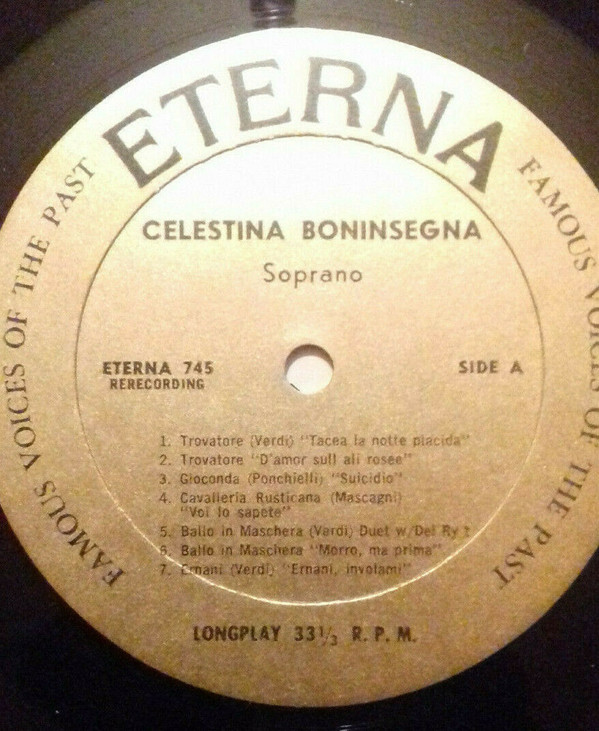 ETERNA
FAMOUS VOICES OF THE PAST
FAMOUS VOICES OF THE PAST
CELESTINA BONINSEGNA
Soprano
ETERNA 745
RERECORDING
SIDE A
1. Trovatore (Verdi) "Tacea la notte placida"
2. Trovatore "D'amor sull ali rosee"
3. Gioconda (Ponchielli) "Suicidio"
4. Cavalleria Rusticana (Mascagni)
"Voi lo sapete"
5. Ballo in Maschera (Verdi) Duet w/Del Ry
6. Ballo in Maschera "Morro, ma prima"
7. Ernani (Verdi) "Ernani, involami"
LONGPLAY 33⅓ R.P.M.